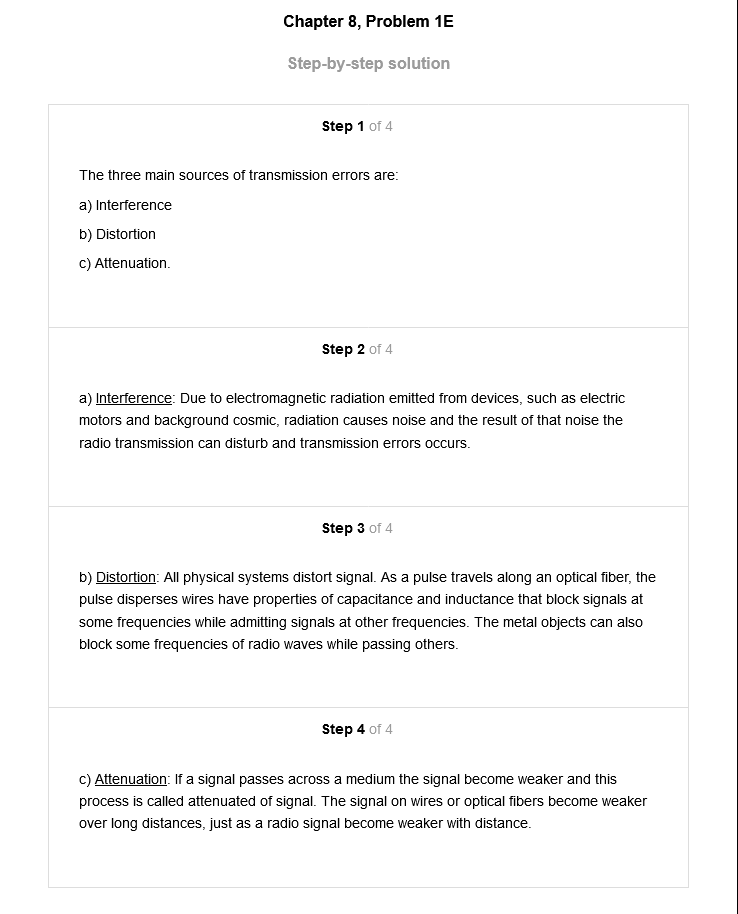 Chapter 8, Problem 1E
Step-by-step solution
Step 1 of 4
The three main sources of transmission errors are:
a) Interference
b) Distortion
c) Attenuation.
Step 2 of 4
a) Interference: Due to electromagnetic radiation emitted from devices, such as electric
motors and background cosmic, radiation causes noise and the result of that noise the
radio transmission can disturb and transmission errors occurs.
Step 3 of 4
b) Distortion: All physical systems distort signal. As a pulse travels along an optical fiber, the
pulse disperses wires have properties of capacitance and inductance that block signals at
some frequencies while admitting signals at other frequencies. The metal objects can also
block some frequencies of radio waves while passing others.
Step 4 of 4
c) Attenuation: If a signal passes across a medium the signal become weaker and this
process is called attenuated of signal. The signal on wires or optical fibers become weaker
over long distances, just as a radio signal become weaker with distance.